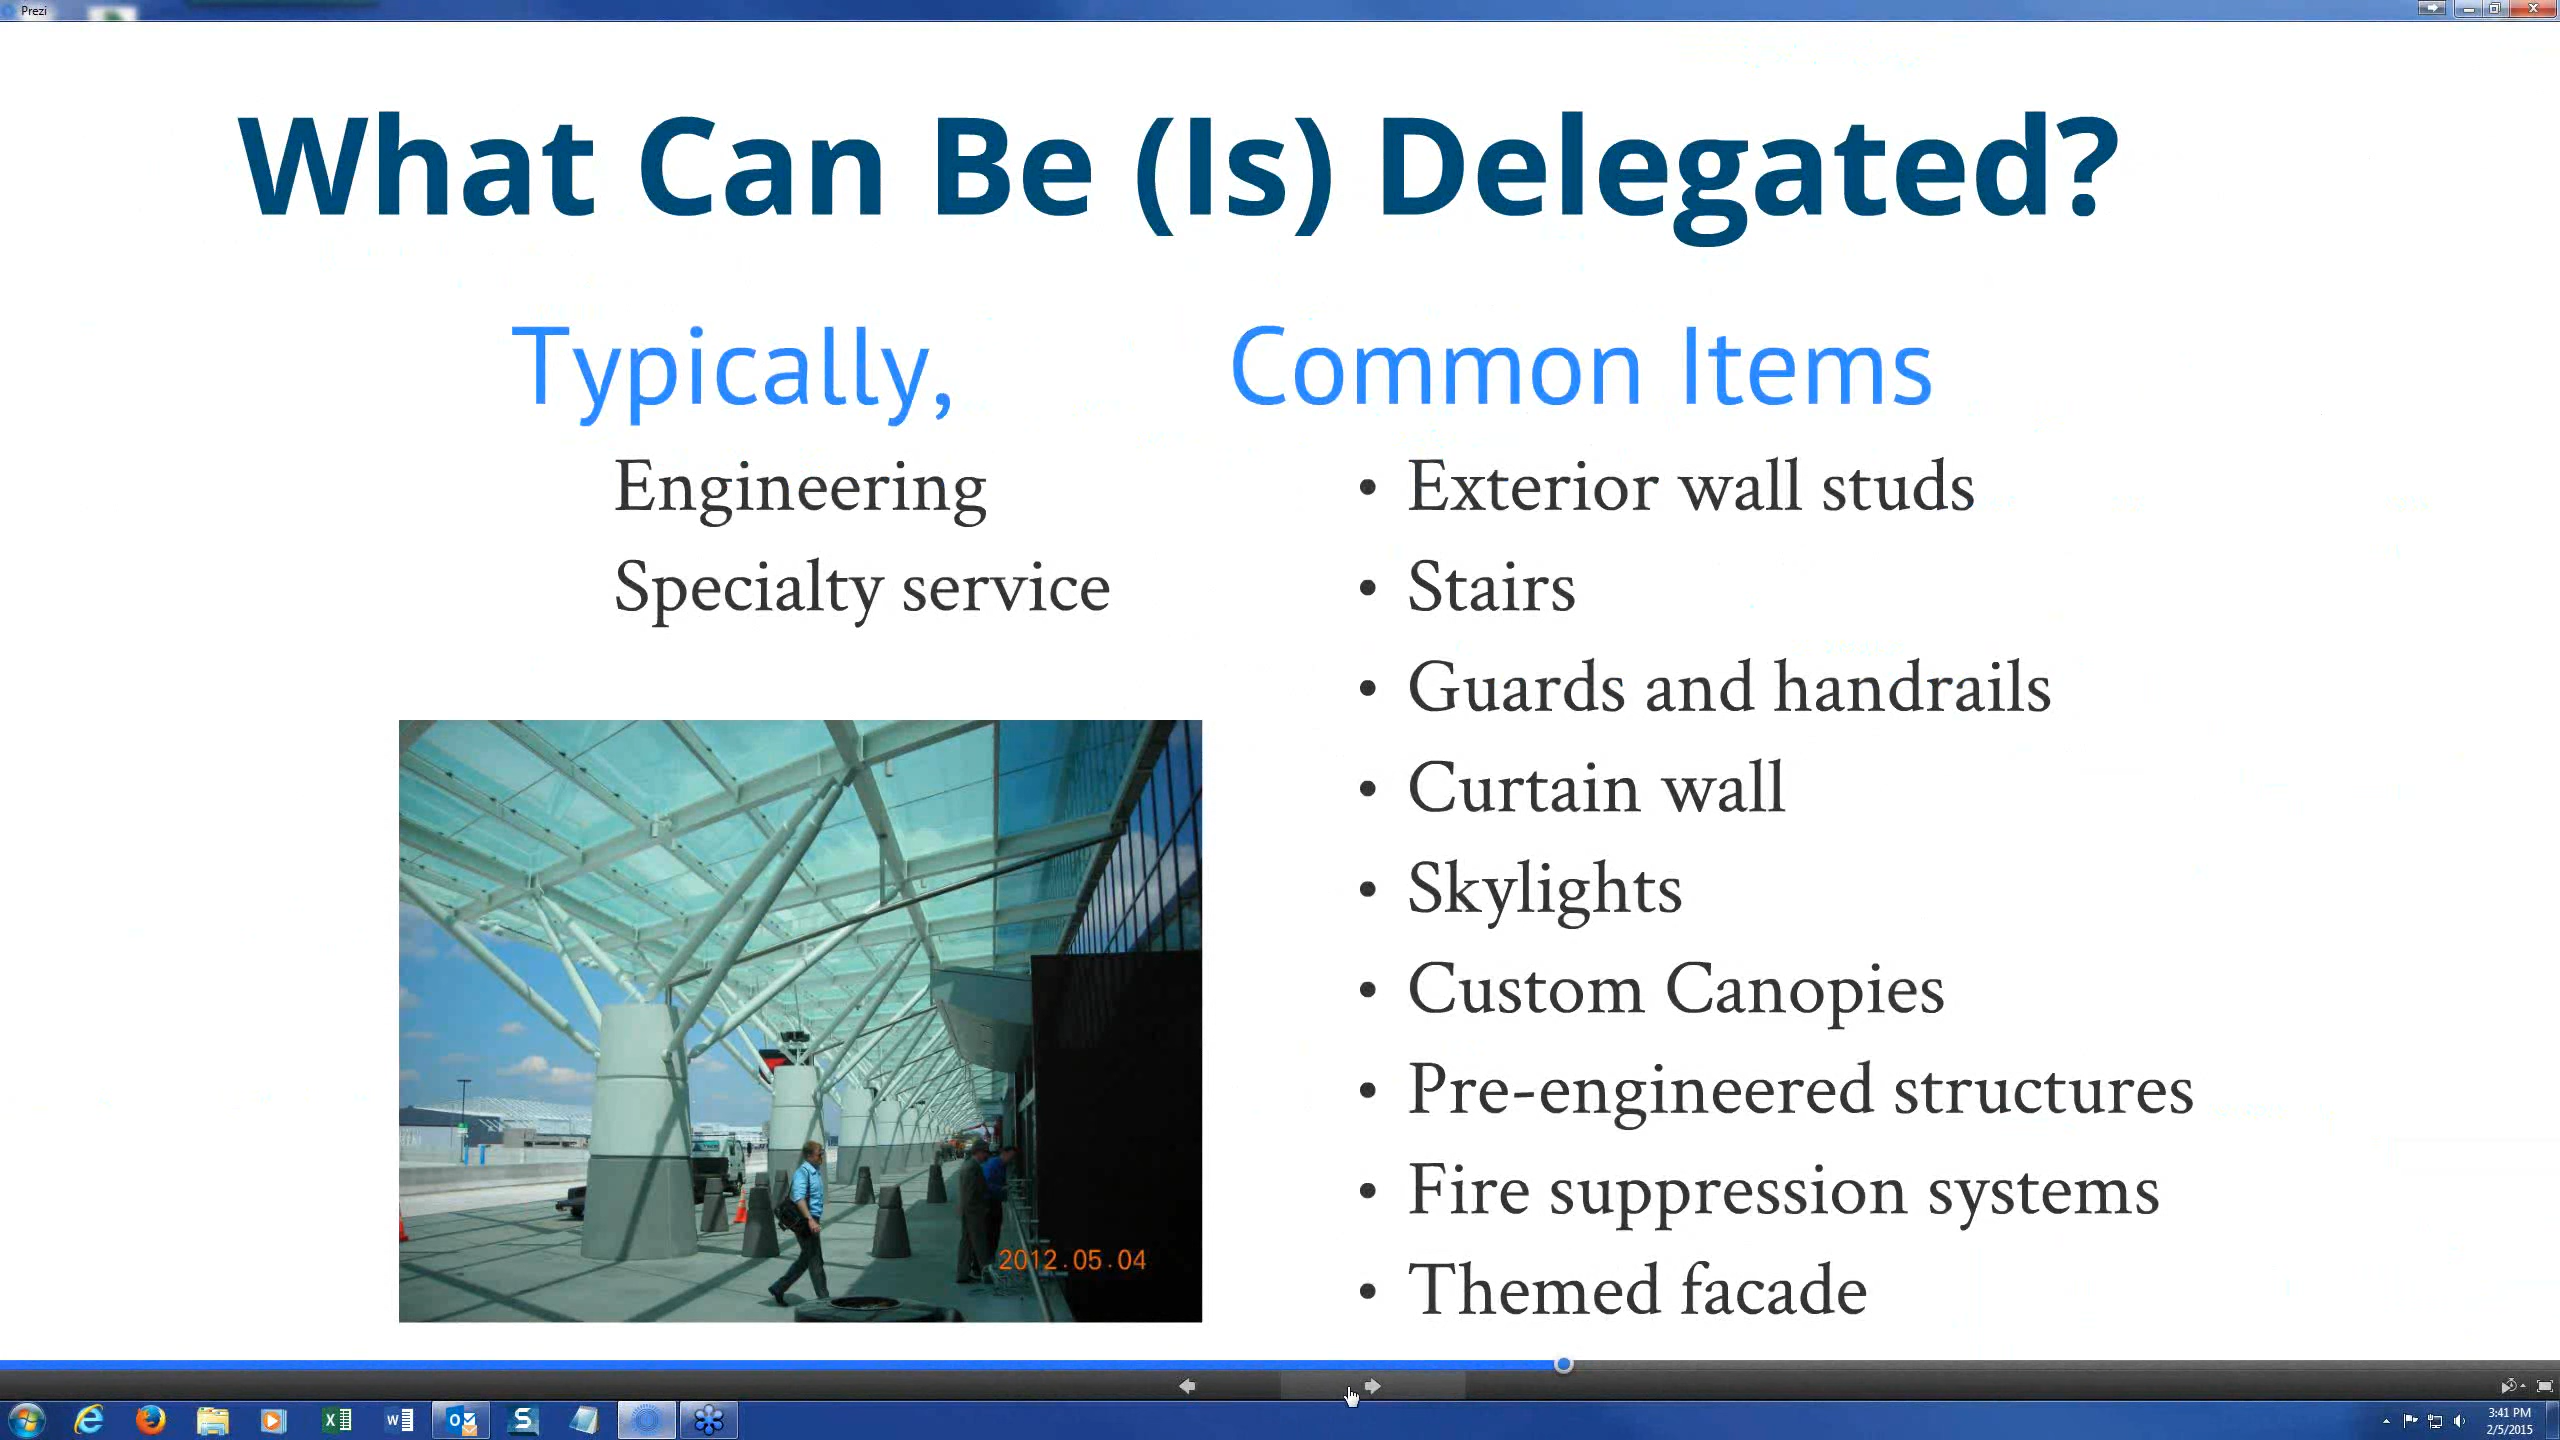 Prezi
What Can Be (Is) Delegated?
Typically,
Engineering
Specialty service
Common Items
• Exterior wall studs
• Stairs
• Guards and handrails
• Curtain wall
• Skylights
• Custom Canopies
• Pre-engineered structures
• Fire suppression systems
• Themed facade
2012.05.04
3:41 PM
2/5/2015